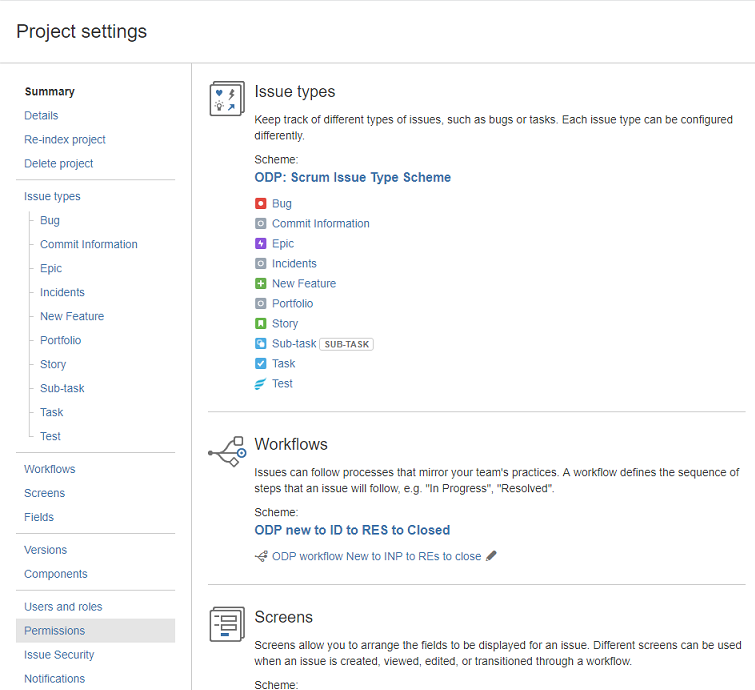 Project settings
Summary
Details
Re-index project
Delete project
Issue types
Bug
Commit Information
Epic
Incidents
New Feature
Portfolio
Story
Sub-task
Task
Test
Workflows
Screens
Fields
Versions
Components
Users and roles
Permissions
Issue Security
Notifications
Issue types
Keep track of different types of issues, such as bugs or tasks. Each issue type can be configured
differently.
Scheme:
ODP: Scrum Issue Type Scheme
Bug
Commit Information
Epic
Incidents
New Feature
Portfolio
Story
Sub-task SUB-TASK
Task
Test
Workflows
Issues can follow processes that mirror your team's practices. A workflow defines the sequence of
steps that an issue will follow, e.g. "In Progress", "Resolved".
Scheme:
ODP new to ID to RES to Closed
ODP workflow New to INP to REs to close
Screens
Screens allow you to arrange the fields to be displayed for an issue. Different screens can be used
when an issue is created, viewed, edited, or transitioned through a workflow.
Scheme: